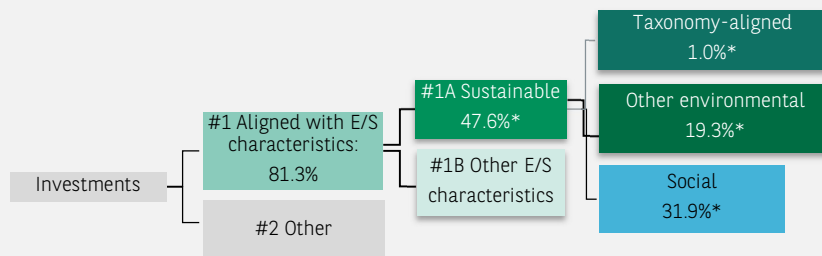 Investments
#1 Aligned with E/S
characteristics:
81.3%
#2 Other
#1A Sustainable
47.6%*
#1B Other E/S
characteristics
Taxonomy-aligned
1.0%*
Other environmental
19.3%*
Social
31.9%*